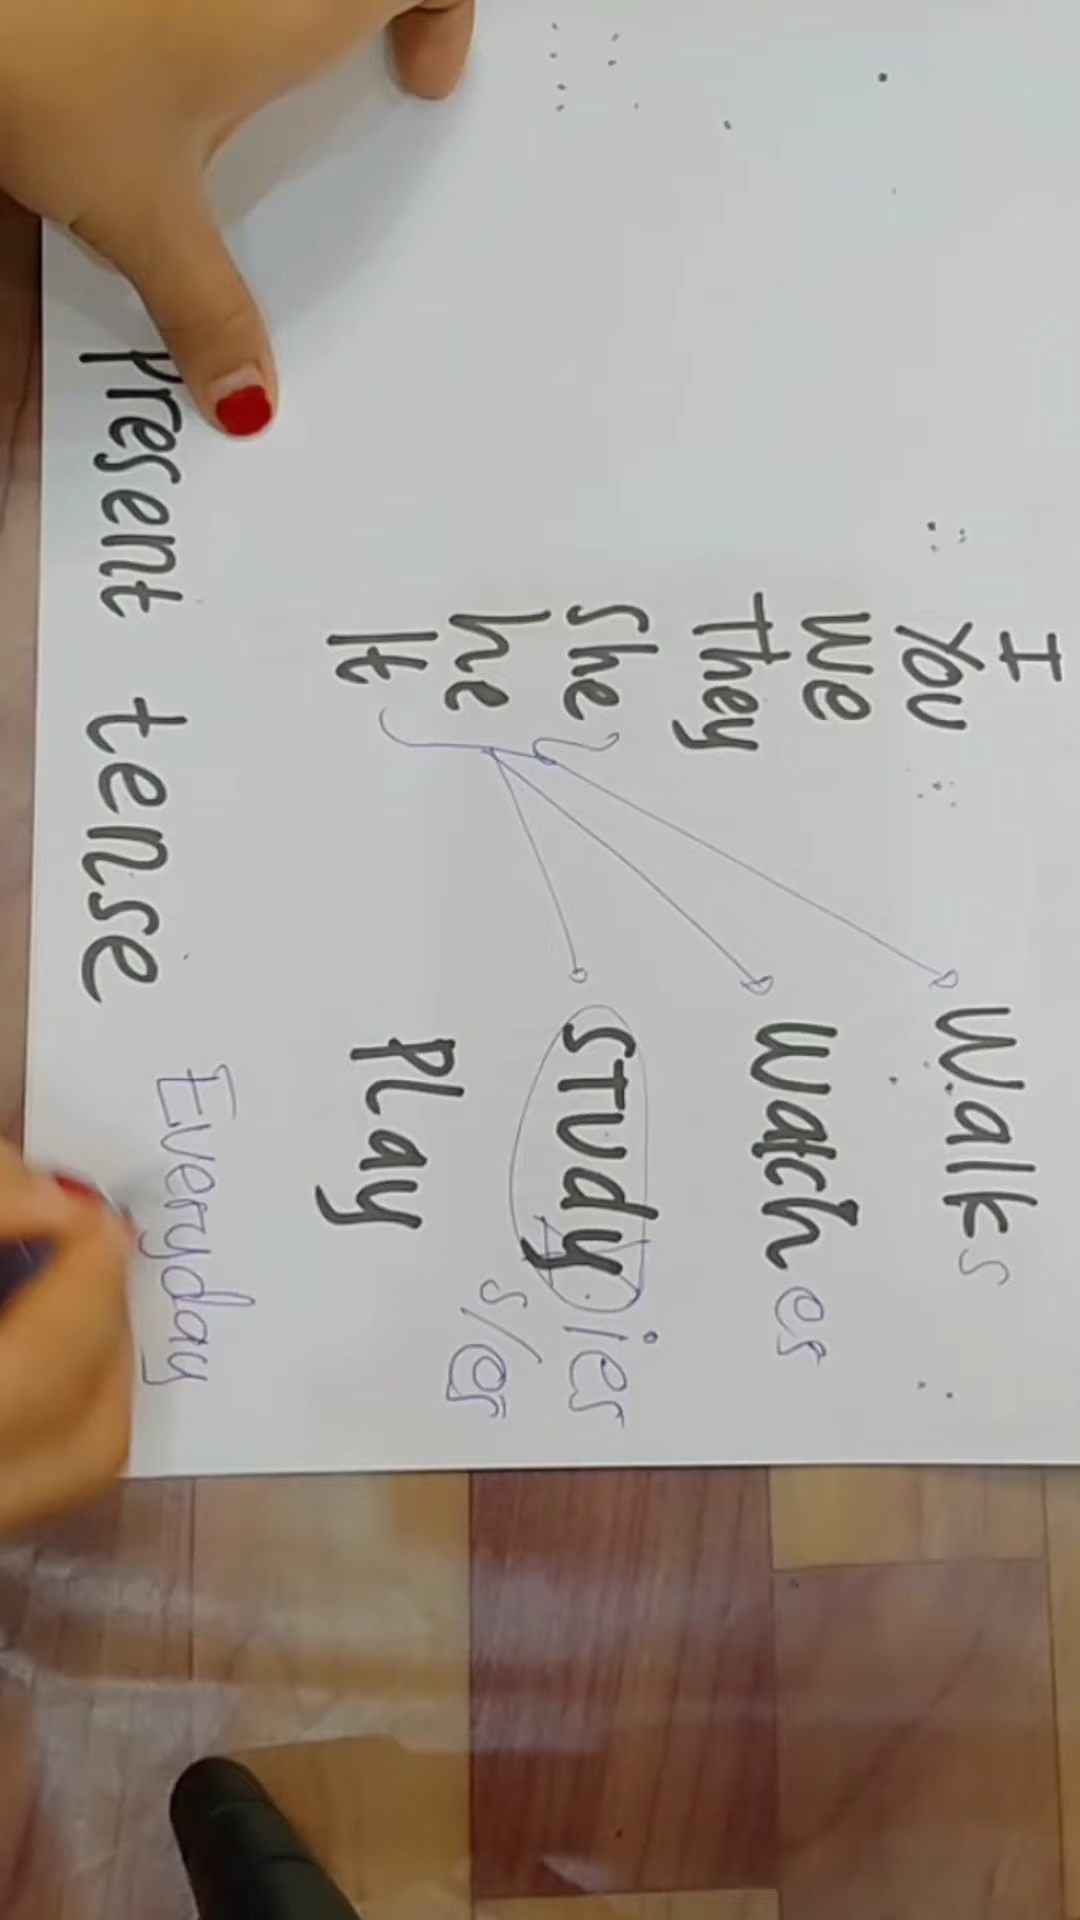 I
You
We
They
She
he
It
Walks
Watches
STUdy ies
s/es
Play
Present tense
Everyday